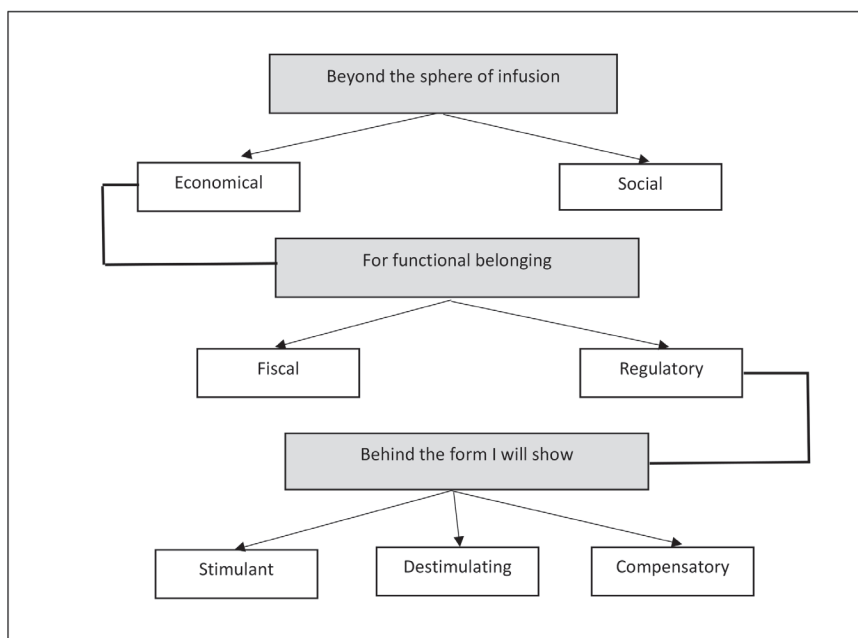 Beyond the sphere of infusion
Economical
Social
For functional belonging
Fiscal
Regulatory
Behind the form I will show
Stimulant
Destimulating
Compensatory